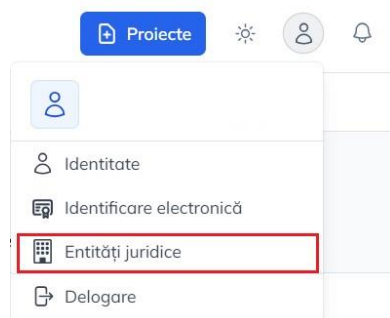 Proiecte
Identitate
Identificare electronică
Entități juridice
Delogare